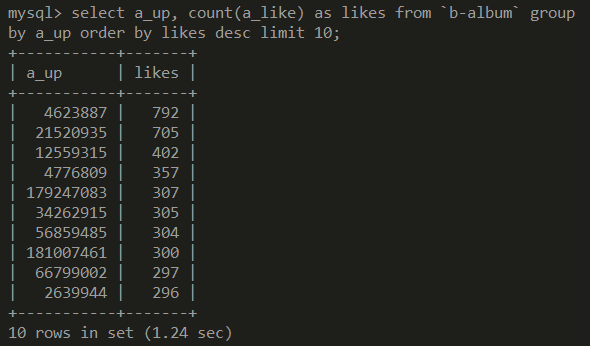 mysql> select a_up, count(a_like) as likes from `b-album` group
by a_up order by likes desc limit 10;
+-----------+-------+
| a_up      | likes |
+-----------+-------+
|   4623887 |   792 |
|  21520935 |   705 |
|  12559315 |   402 |
|   4776809 |   357 |
| 179247083 |   307 |
|  34262915 |   305 |
|  56859485 |   304 |
| 181007461 |   300 |
|  66799002 |   297 |
|   2639944 |   296 |
+-----------+-------+
10 rows in set (1.24 sec)